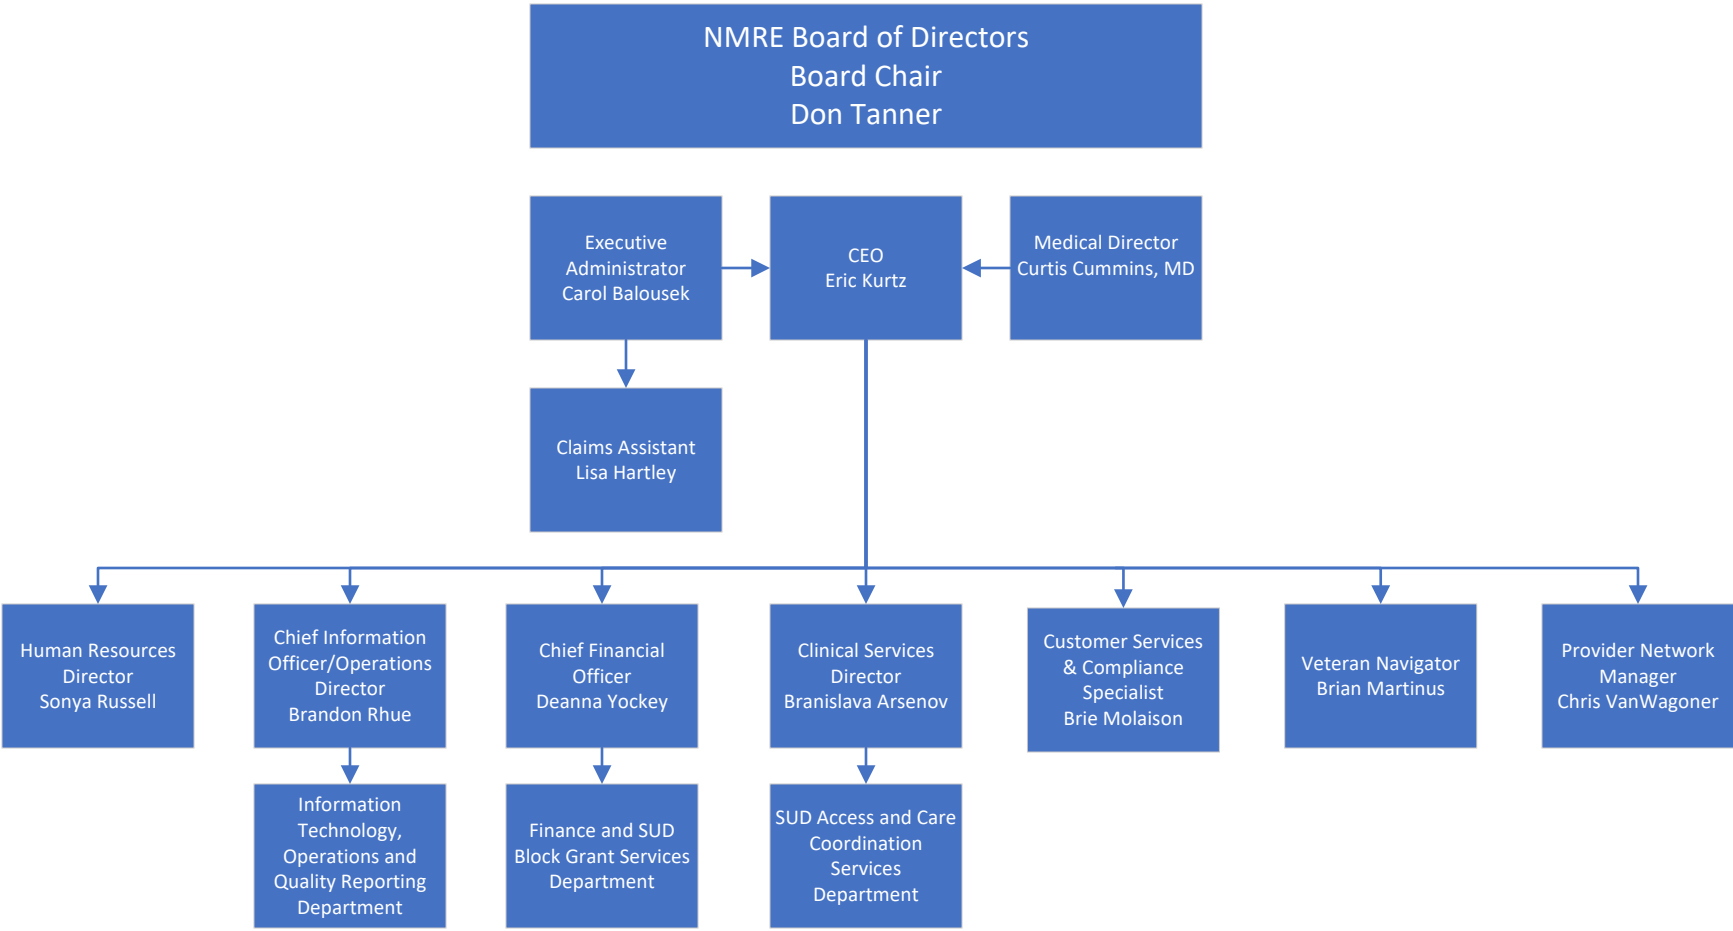 NMRE Board of Directors
Board Chair
Don Tanner
Executive
Administrator
Carol Balousek
CEO
Eric Kurtz
Medical Director
Curtis Cummins, MD
Claims Assistant
Lisa Hartley
Human Resources
Director
Sonya Russell
Chief Information
Officer/Operations
Director
Brandon Rhue
Chief Financial
Officer
Deanna Yockey
Clinical Services
Director
Branislava Arsenov
Customer Services
& Compliance
Specialist
Brie Molaison
Veteran Navigator
Brian Martinus
Provider Network
Manager
Chris VanWagoner
Information
Technology,
Operations and
Quality Reporting
Department
Finance and SUD
Block Grant Services
Department
SUD Access and Care
Coordination
Services
Department